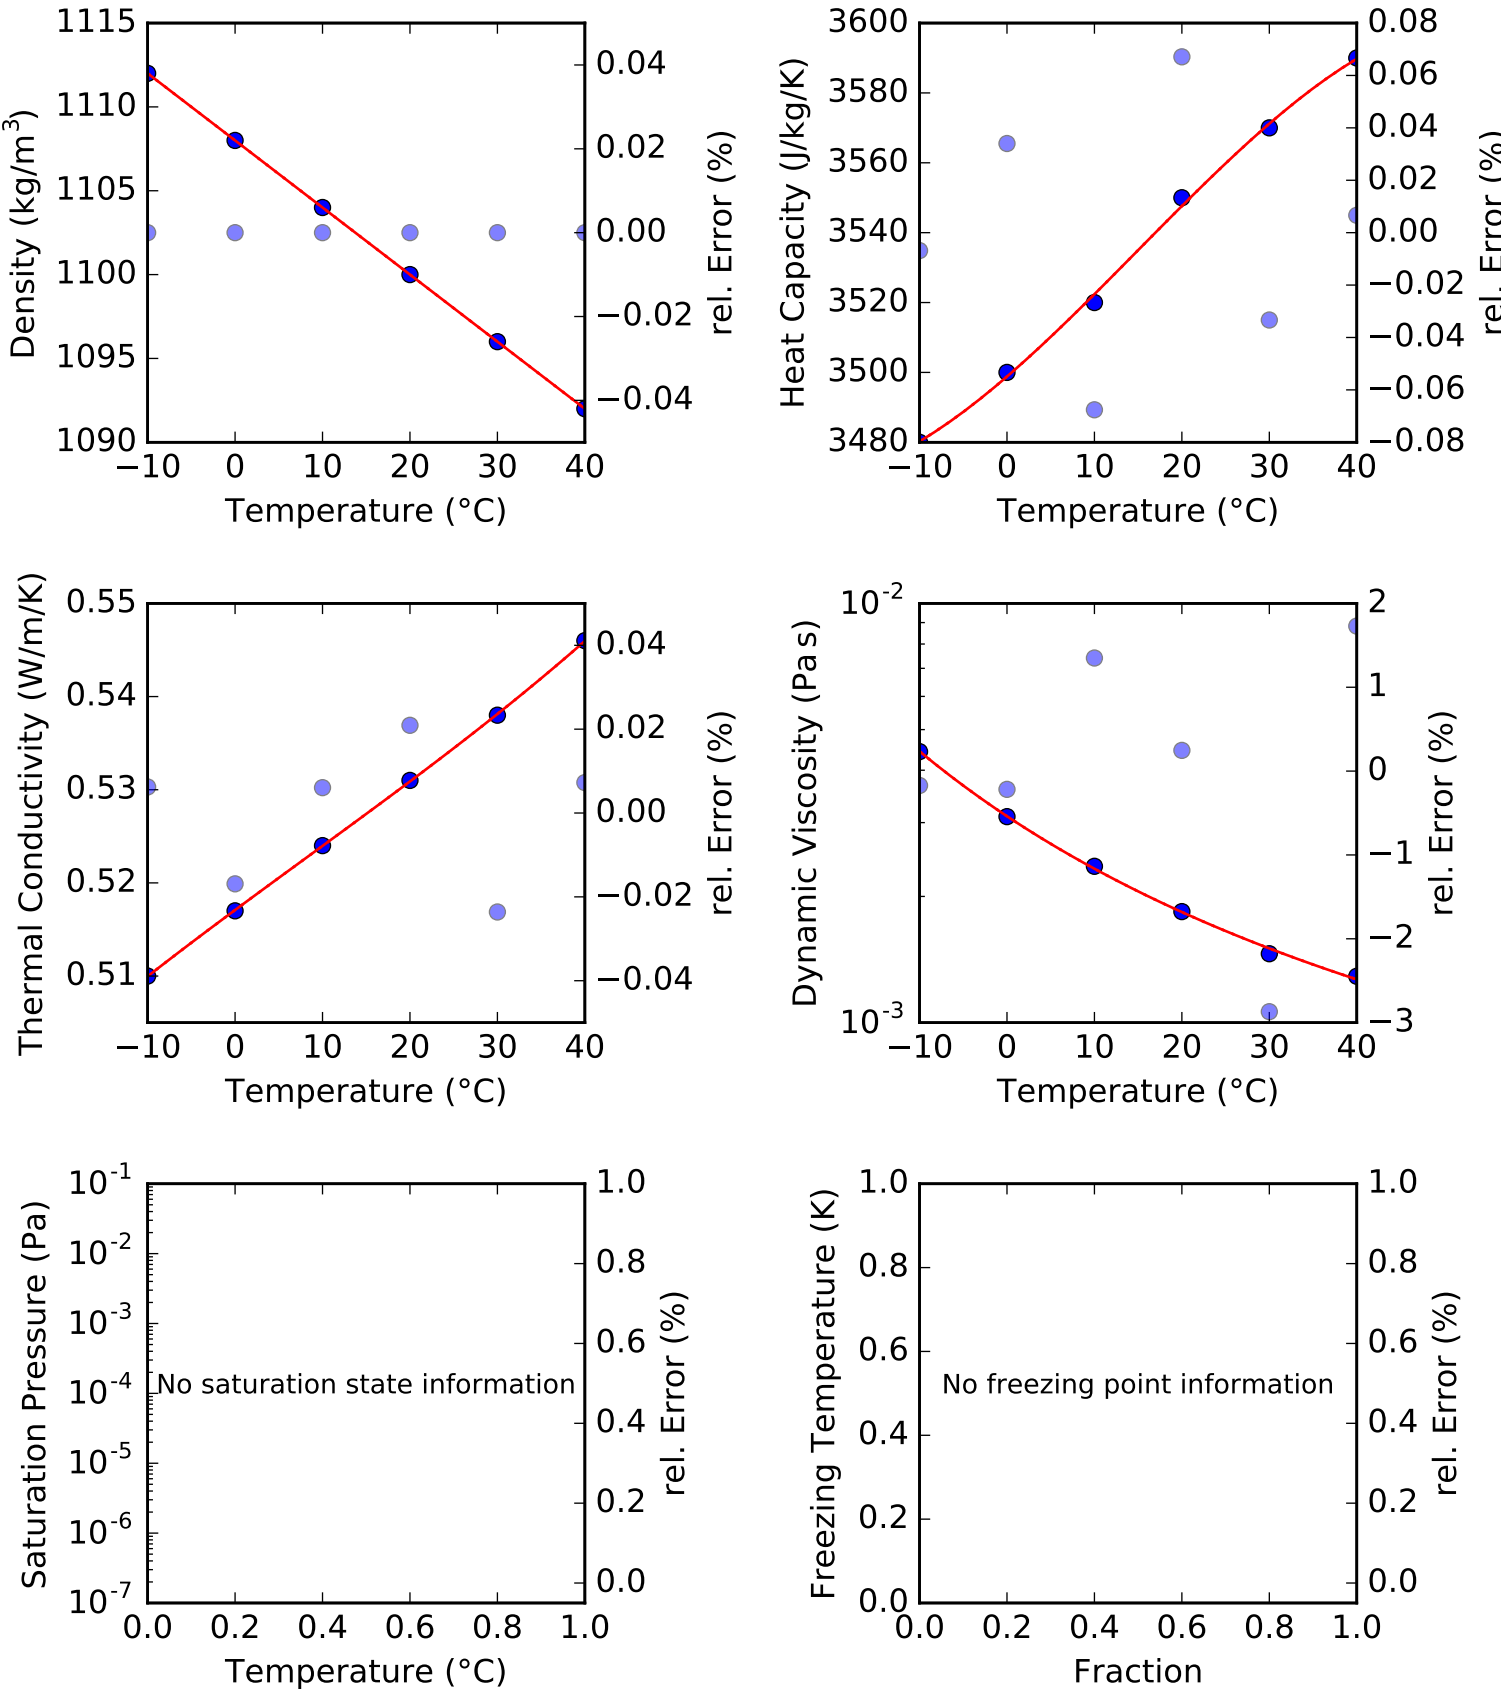 Density (kg/m³)
1115
1110
1105
1100
1095
1090
0.04
0.02
0.00
−0.02
−0.04
rel. Error (%)
−10 0 10 20 30 40
Temperature (°C)
Heat Capacity (J/kg/K)
3600
3580
3560
3540
3520
3500
3480
0.08
0.06
0.04
0.02
0.00
−0.02
−0.04
−0.06
−0.08
rel. Error (%)
−10 0 10 20 30 40
Temperature (°C)
Thermal Conductivity (W/m/K)
0.55
0.54
0.53
0.52
0.51
0.04
0.02
0.00
−0.02
−0.04
rel. Error (%)
−10 0 10 20 30 40
Temperature (°C)
Dynamic Viscosity (Pa s)
10⁻²
10⁻³
2
1
0
−1
−2
−3
rel. Error (%)
−10 0 10 20 30 40
Temperature (°C)
Saturation Pressure (Pa)
10⁻¹
10⁻²
10⁻³
10⁻⁴
10⁻⁵
10⁻⁶
10⁻⁷
No saturation state information
1.0
0.8
0.6
0.4
0.2
0.0
rel. Error (%)
0.0 0.2 0.4 0.6 0.8 1.0
Temperature (°C)
Freezing Temperature (K)
1.0
0.8
0.6
0.4
0.2
0.0
No freezing point information
1.0
0.8
0.6
0.4
0.2
0.0
rel. Error (%)
0.0 0.2 0.4 0.6 0.8 1.0
Fraction